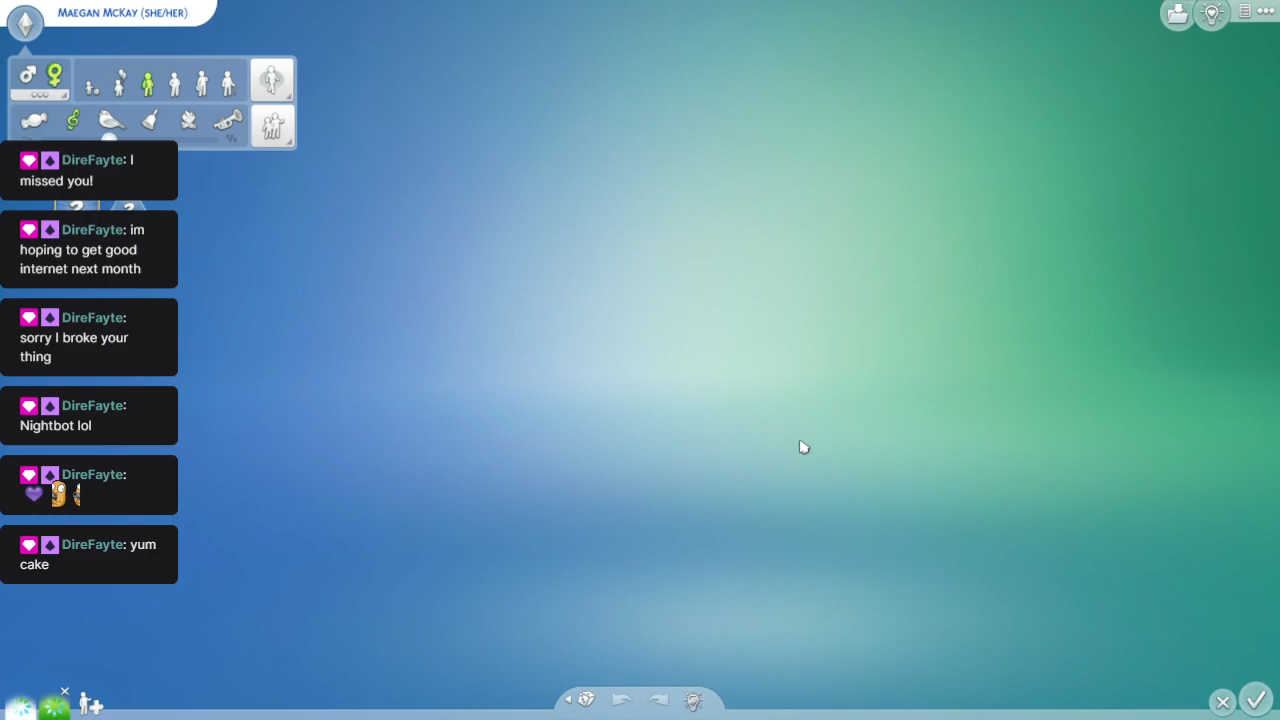 MAEGAN MCKAY (SHE/HER)
DireFayte: I
missed you!
DireFayte: im
hoping to get good
internet next month
DireFayte:
sorry I broke your
thing
DireFayte:
Nightbot lol
DireFayte:
DireFayte: yum
cake